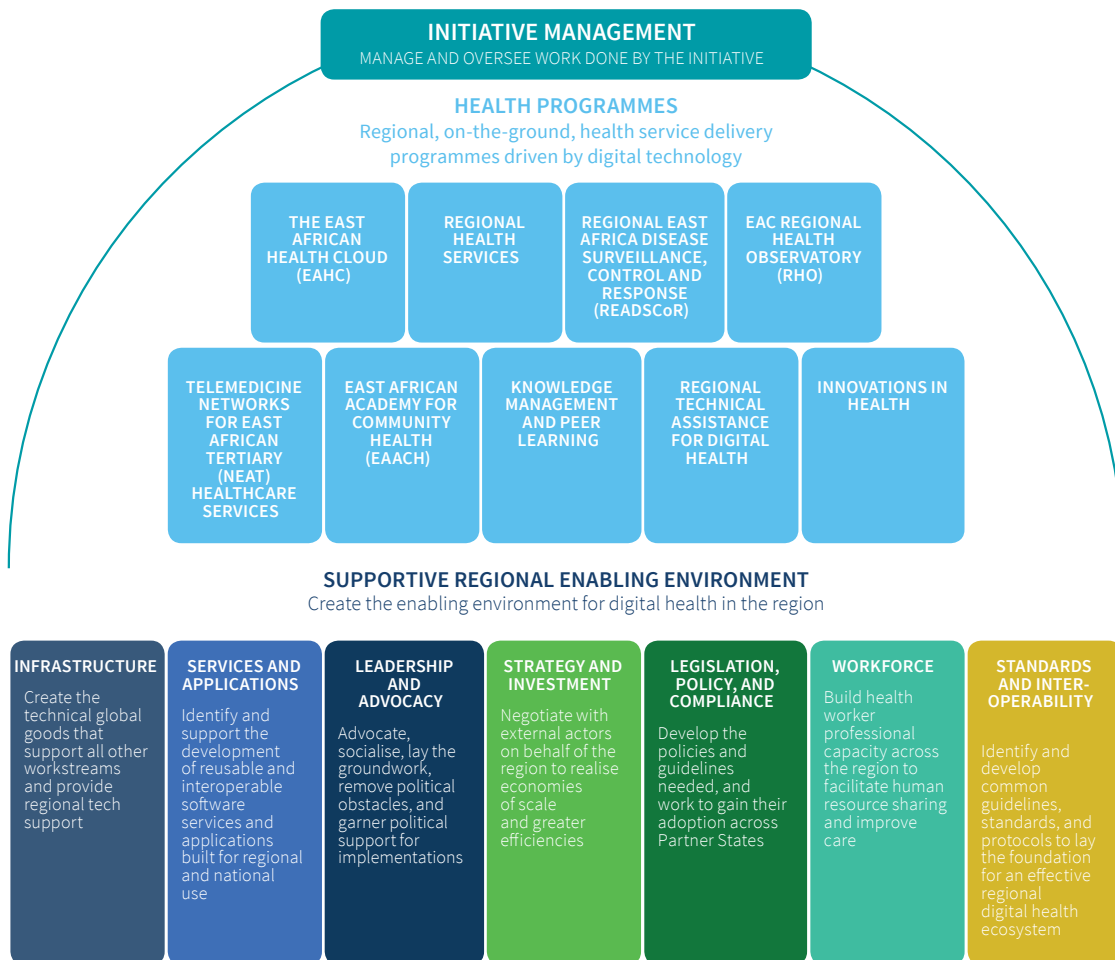 INITIATIVE MANAGEMENT
MANAGE AND OVERSEE WORK DONE BY THE INITIATIVE
HEALTH PROGRAMMES
Regional, on-the-ground, health service delivery
programmes driven by digital technology
THE EAST
AFRICAN
HEALTH CLOUD
(EAHC)
REGIONAL
HEALTH
SERVICES
REGIONAL EAST
AFRICA DISEASE
SURVEILLANCE,
CONTROL AND
RESPONSE
(READSCoR)
EAC REGIONAL
HEALTH
OBSERVATORY
(RHO)
TELEMEDICINE
NETWORKS
FOR EAST
AFRICAN
TERTIARY
(NEAT)
HEALTHCARE
SERVICES
EAST AFRICAN
ACADEMY FOR
COMMUNITY
HEALTH
(EAACH)
KNOWLEDGE
MANAGEMENT
AND PEER
LEARNING
REGIONAL
TECHNICAL
ASSISTANCE
FOR DIGITAL
HEALTH
INNOVATIONS IN
HEALTH
SUPPORTIVE REGIONAL ENABLING ENVIRONMENT
Create the enabling environment for digital health in the region
INFRASTRUCTURE
Create the
technical global
goods that
support all other
workstreams
and provide
regional tech
support
SERVICES AND
APPLICATIONS
Identify and
support the
development
of reusable and
interoperable
software
services and
applications
built for regional
and national
use
LEADERSHIP
AND
ADVOCACY
Advocate,
socialise, lay the
groundwork,
remove political
obstacles, and
garner political
support for
implementations
STRATEGY AND
INVESTMENT
Negotiate with
external actors
on behalf of the
region to realise
economies
of scale
and greater
efficiencies
LEGISLATION,
POLICY, AND
COMPLIANCE
Develop the
policies and
guidelines
needed, and
work to gain their
adoption across
Partner States
WORKFORCE
Build health
worker
professional
capacity across
the region to
facilitate human
resource sharing
and improve
care
STANDARDS
AND INTER-
OPERABILITY
Identify and
develop
common
guidelines,
standards, and
protocols to lay
the foundation
for an effective
regional
digital health
ecosystem